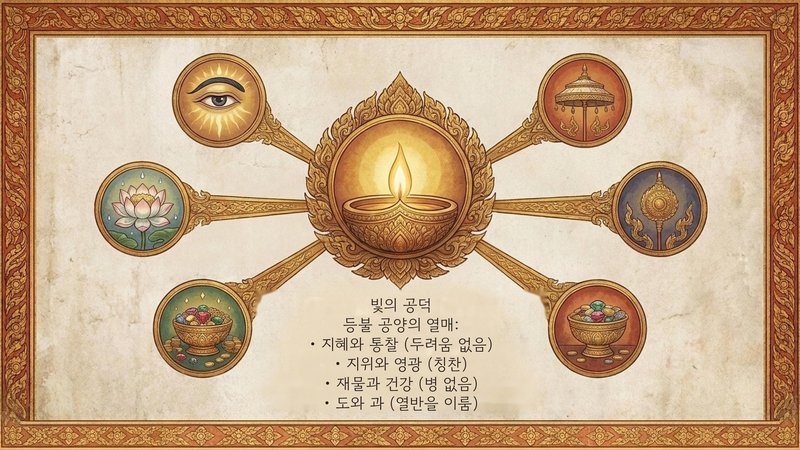 빛의 공덕
등불 공양의 열매:
• 지혜와 통찰 (두려움 없음)
• 지위와 영광 (칭찬)
• 재물과 건강 (병 없음)
• 도와 과 (열반을 이룸)